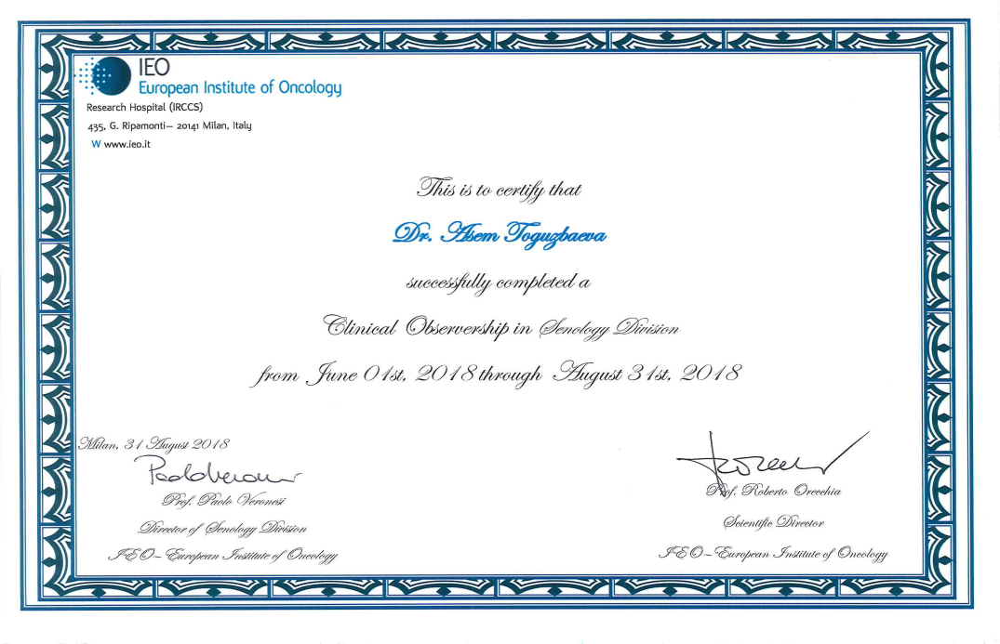 IEO
European Institute of Oncology
Research Hospital (IRCCS)
435, G. Ripamonti– 20141 Milan, Italy
W www.ieo.it
This is to certify that
Dr. Asem Toguzbaeva
successfully completed a
Clinical Observership in Senology Division
from June 01st, 2018 through August 31st, 2018
Milan, 31 August 2018
Prof. Paolo Veronesi
Director of Senology Division
IEO– European Institute of Oncology
Prof. Roberto Orecchia
Scientific Director
IEO– European Institute of Oncology